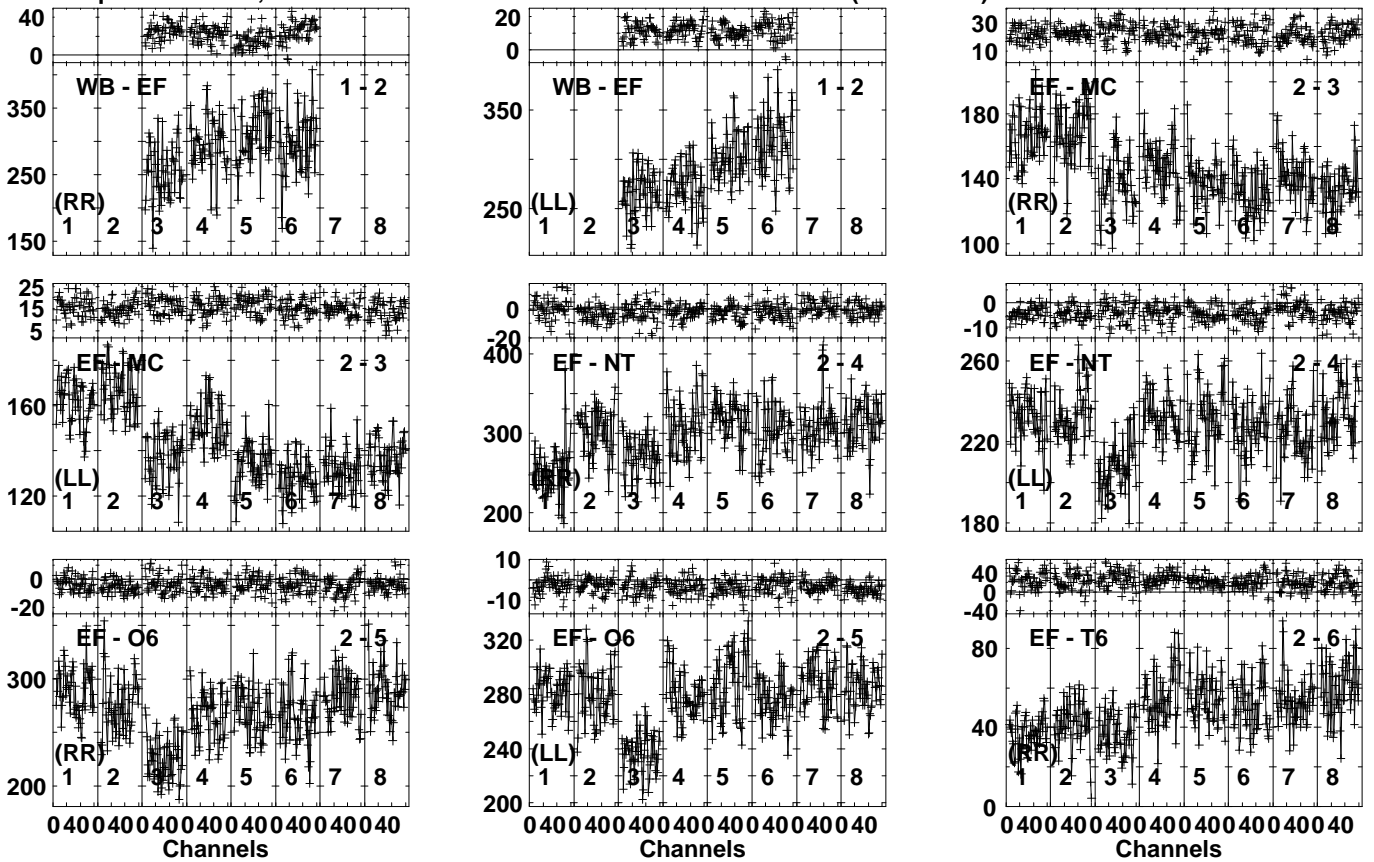 40
0
WB - EF 1 - 2
350
250
150
(RR)
1 2 3 4 5 6 7 8
20
0
WB - EF 1 - 2
350
250
(LL)
1 2 3 4 5 6 7 8
30
10
EF - MC 2 - 3
180
140
100
(RR)
1 2 3 4 5 6 7 8
25
15
5
EF - MC 2 - 3
160
120
(LL)
1 2 3 4 5 6 7 8
0
-20
400
EF - NT 2 - 4
300
200
(RR)
1 2 3 4 5 6 7 8
0
-10
260
EF - NT 2 - 4
220
180
(LL)
1 2 3 4 5 6 7 8
0
-20
EF - O6 2 - 5
300
200
(RR)
1 2 3 4 5 6 7 8
0 40 0 40 0 40 0 40 0 40 0 40 0 40 0 40
Channels
10
-10
EF - O6 2 - 5
320
280
240
200
(LL)
1 2 3 4 5 6 7 8
0 40 0 40 0 40 0 40 0 40 0 40 0 40 0 40
Channels
40
0
-40
EF - T6 2 - 6
80
40
0
(RR)
1 2 3 4 5 6 7 8
0 40 0 40 0 40 0 40 0 40 0 40 0 40 0 40
Channels